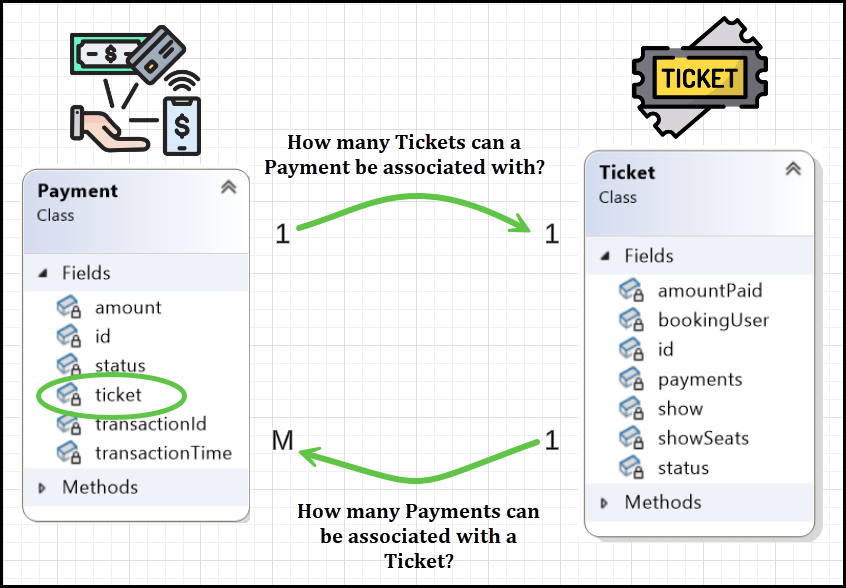 $
$
TICKET
How many Tickets can a
Payment be associated with?
Payment
Class
Ticket
Class
1
1
Fields
amount
id
status
ticket
transactionId
transactionTime
Methods
Fields
amountPaid
bookingUser
id
payments
show
showSeats
status
Methods
M
1
How many Payments can
be associated with a
Ticket?